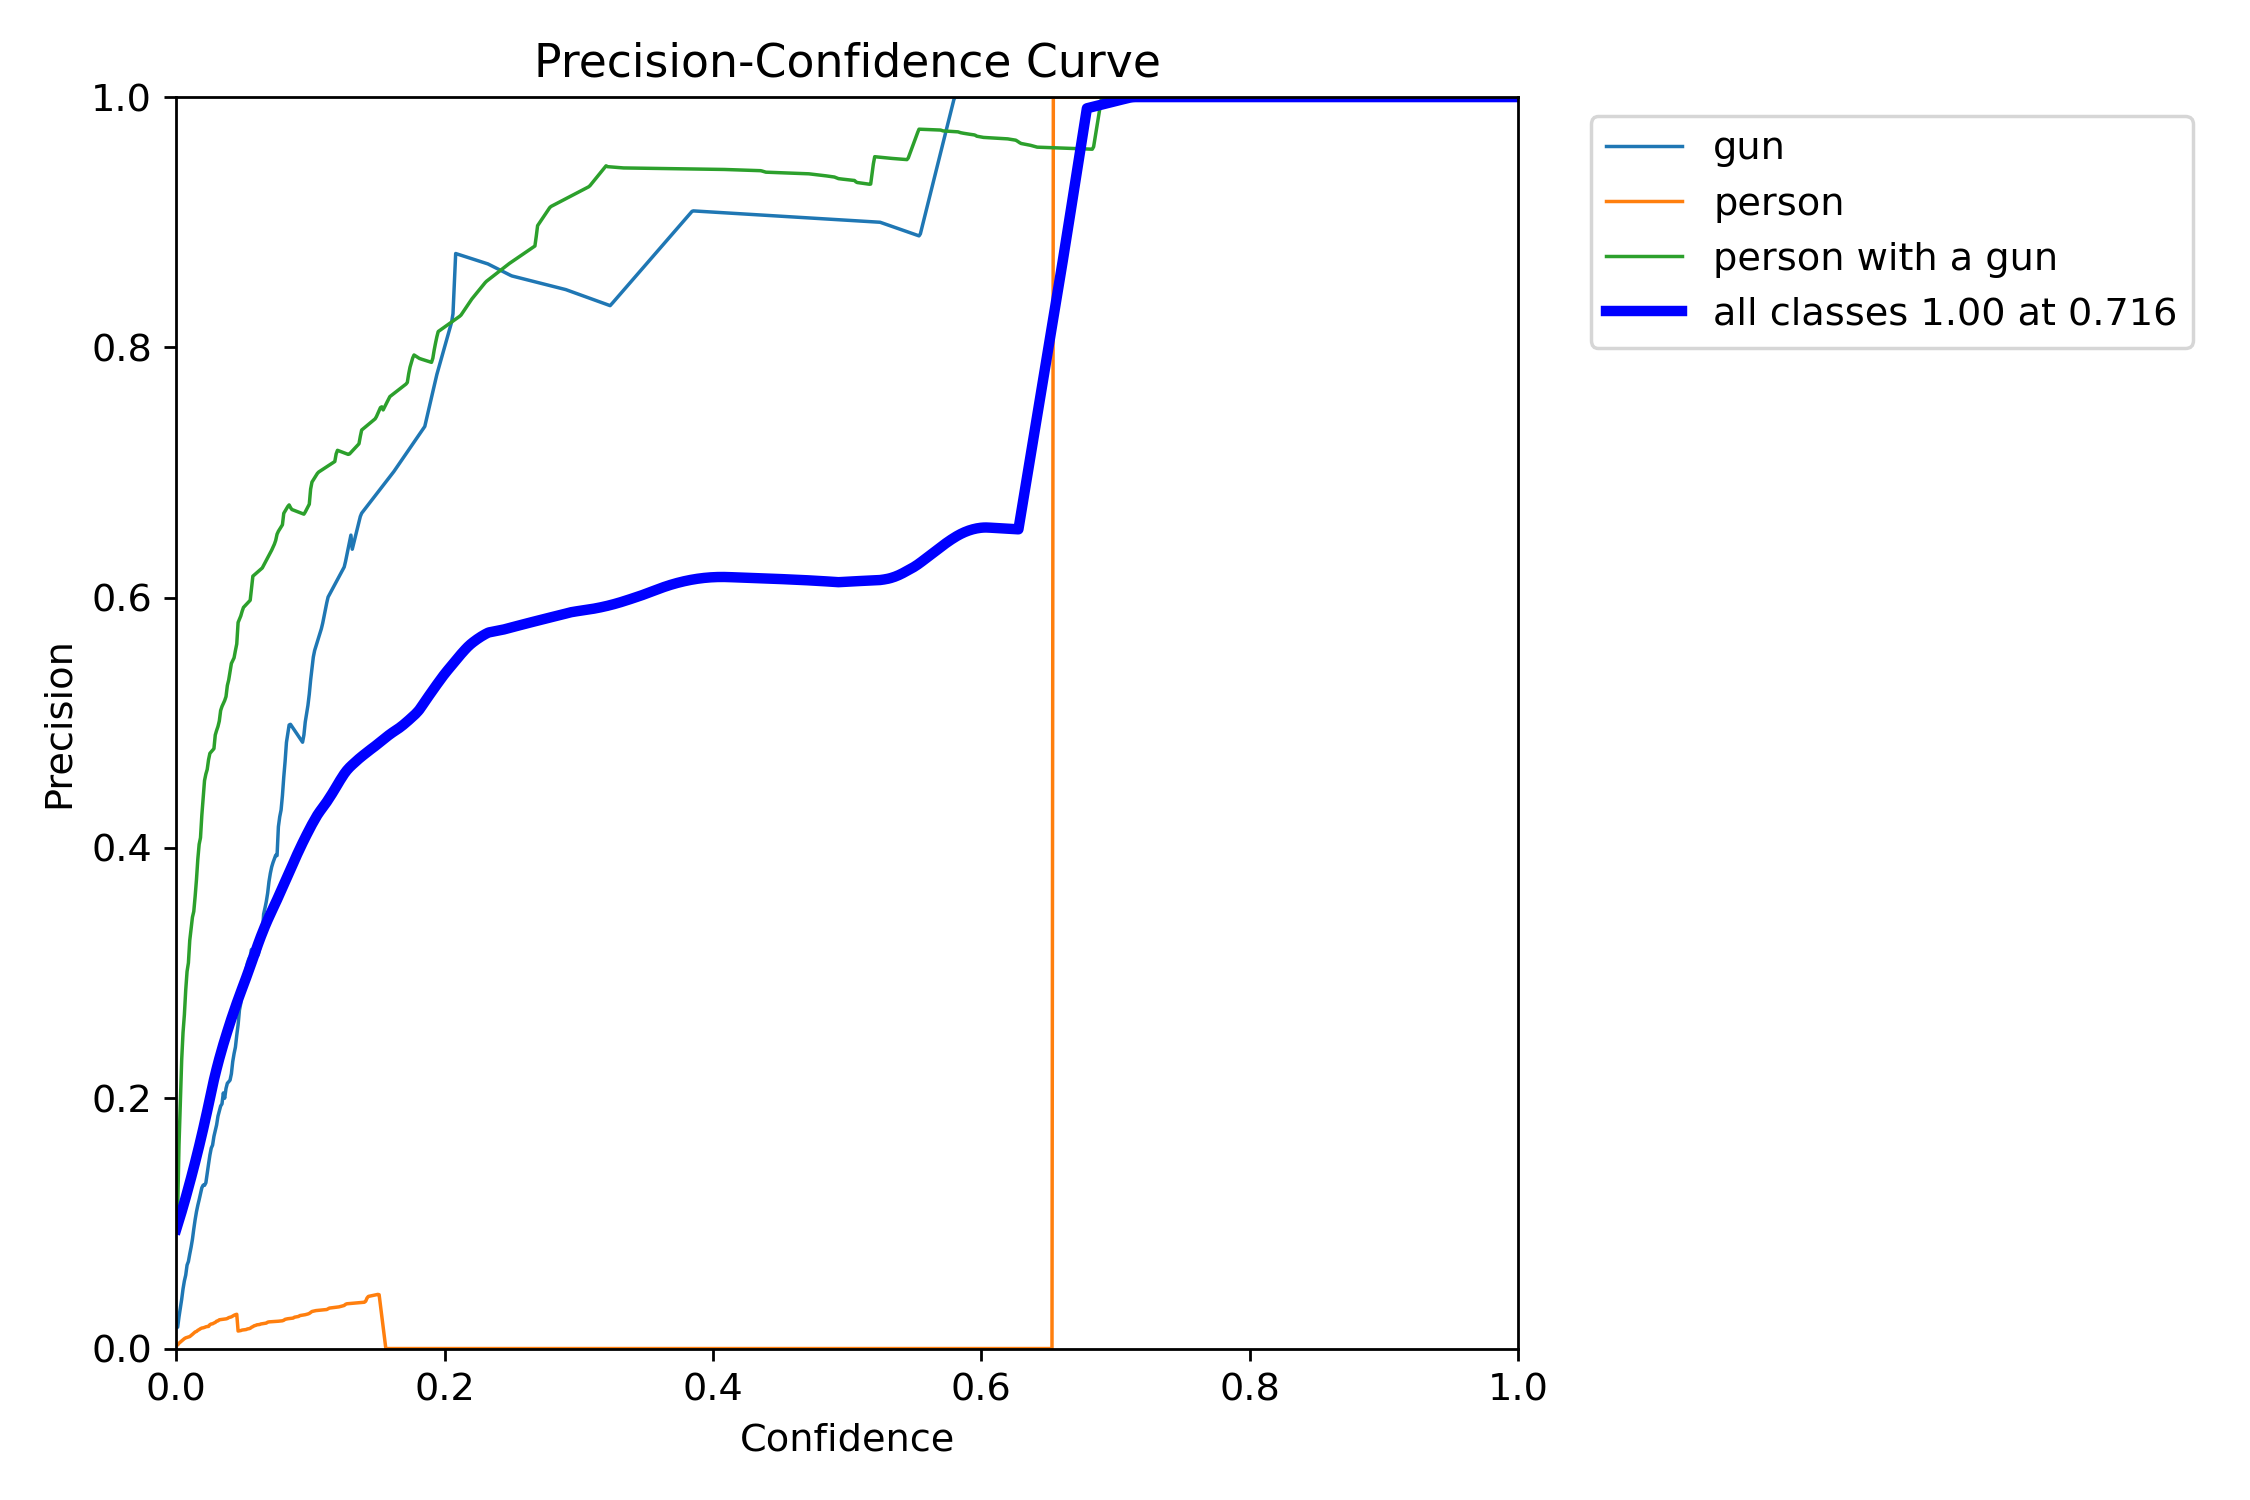 Precision-Confidence Curve
1.0
0.8
0.6
0.4
0.2
0.0
Precision
0.0 0.2 0.4 0.6 0.8 1.0
Confidence
gun
person
person with a gun
all classes 1.00 at 0.716